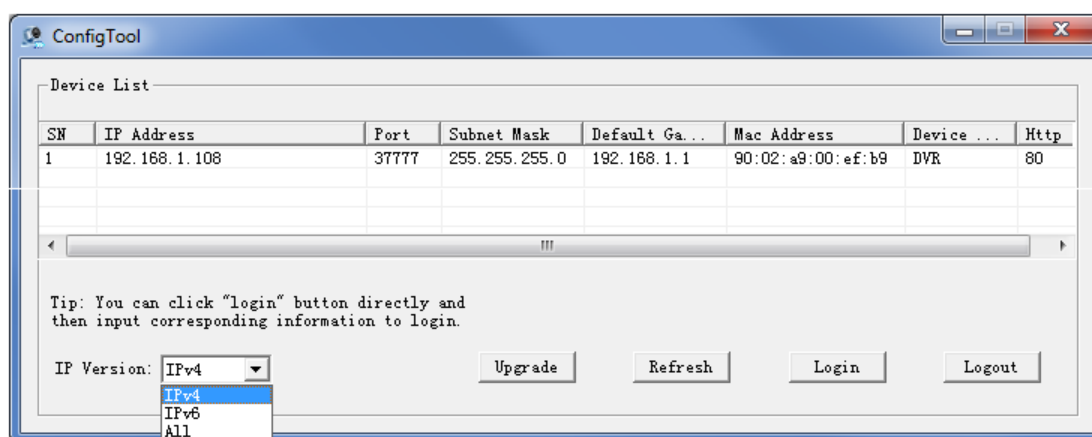 ConfigTool
Device List
SN IP Address Port Subnet Mask Default Ga... Mac Address Device ... Http
1 192.168.1.108 37777 255.255.255.0 192.168.1.1 90:02:a9:00:ef:b9 DVR 80
Tip: You can click "login" button directly and
then input corresponding information to login.
IP Version: IPv4 Upgrade Refresh Login Logout
IPv4
IPv6
All